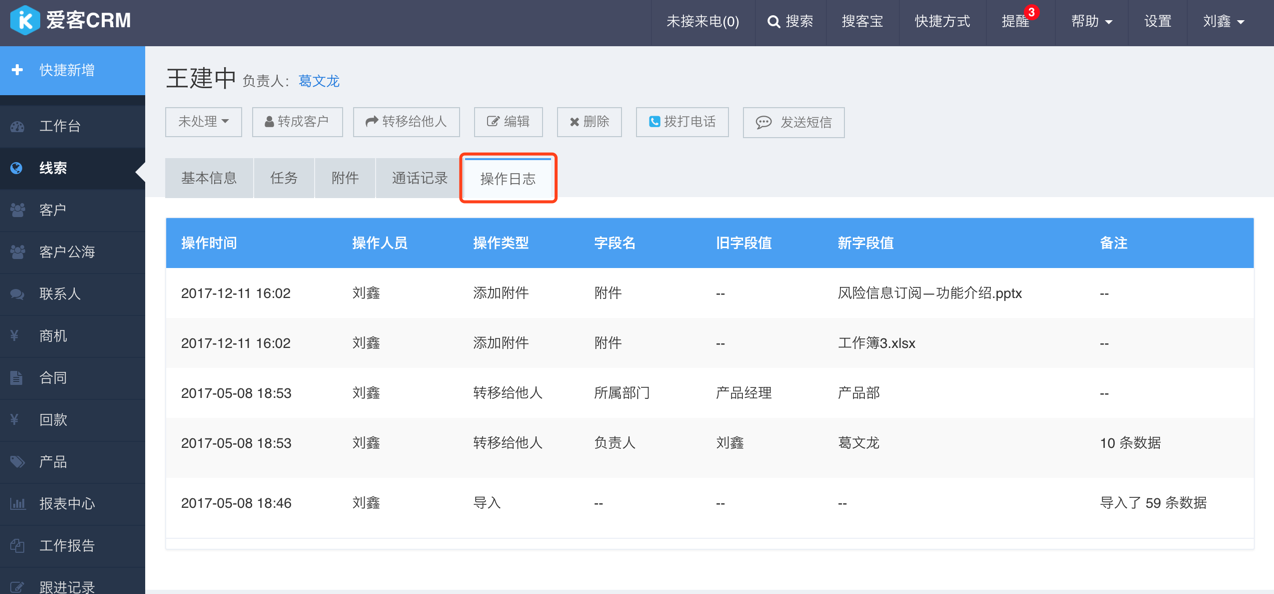 爱客CRM
未接来电(0)
搜索
搜客宝
快捷方式
提醒
3
帮助
设置
刘鑫
快捷新增
工作台
线索
客户
客户公海
联系人
商机
合同
回款
产品
报表中心
工作报告
跟进记录
王建中 负责人: 葛文龙
未处理
转成客户
转移给他人
编辑
删除
拨打电话
发送短信
基本信息
任务
附件
通话记录
操作日志
操作时间 操作人员 操作类型 字段名 旧字段值 新字段值 备注
2017-12-11 16:02 刘鑫 添加附件 附件 -- 风险信息订阅—功能介绍.pptx --
2017-12-11 16:02 刘鑫 添加附件 附件 -- 工作簿3.xlsx --
2017-05-08 18:53 刘鑫 转移给他人 所属部门 产品经理 产品部 --
2017-05-08 18:53 刘鑫 转移给他人 负责人 刘鑫 葛文龙 10 条数据
2017-05-08 18:46 刘鑫 导入 -- -- -- 导入了 59 条数据